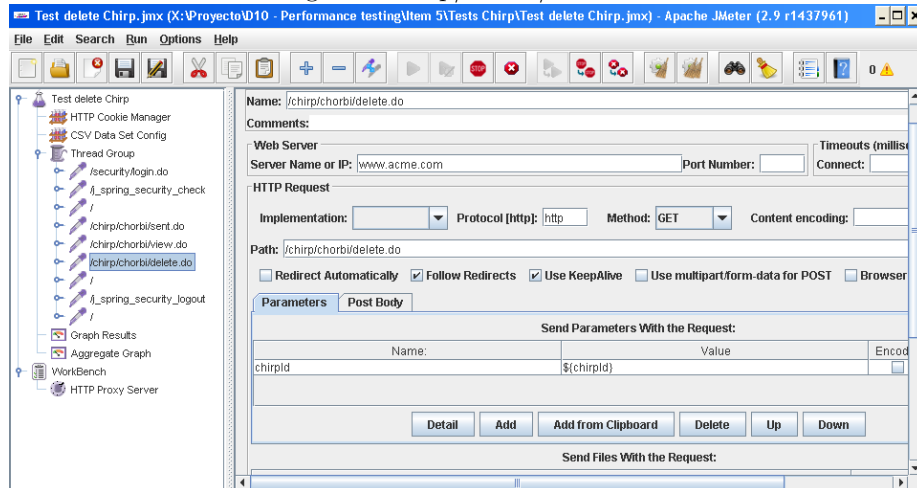 Test delete Chirp.jmx (X:\Proyecto\D10 - Performance testing\Item 5\Tests Chirp\Test delete Chirp.jmx) - Apache JMeter (2.9 r1437961)
File Edit Search Run Options Help
0
Test delete Chirp
HTTP Cookie Manager
CSV Data Set Config
Thread Group
/security/login.do
/j_spring_security_check
/
/chirp/chorbi/sent.do
/chirp/chorbi/view.do
/chirp/chorbi/delete.do
/
/j_spring_security_logout
/
Graph Results
Aggregate Graph
WorkBench
HTTP Proxy Server
Name: /chirp/chorbi/delete.do
Comments:
Web Server
Timeouts (millise
Server Name or IP: www.acme.com Port Number: Connect:
HTTP Request
Implementation: Protocol [http]: http Method: GET Content encoding:
Path: /chirp/chorbi/delete.do
Redirect Automatically Follow Redirects Use KeepAlive Use multipart/form-data for POST Browser
Parameters Post Body
Send Parameters With the Request:
Name: Value Encod
chirpId ${chirpId}
Detail Add Add from Clipboard Delete Up Down
Send Files With the Request: